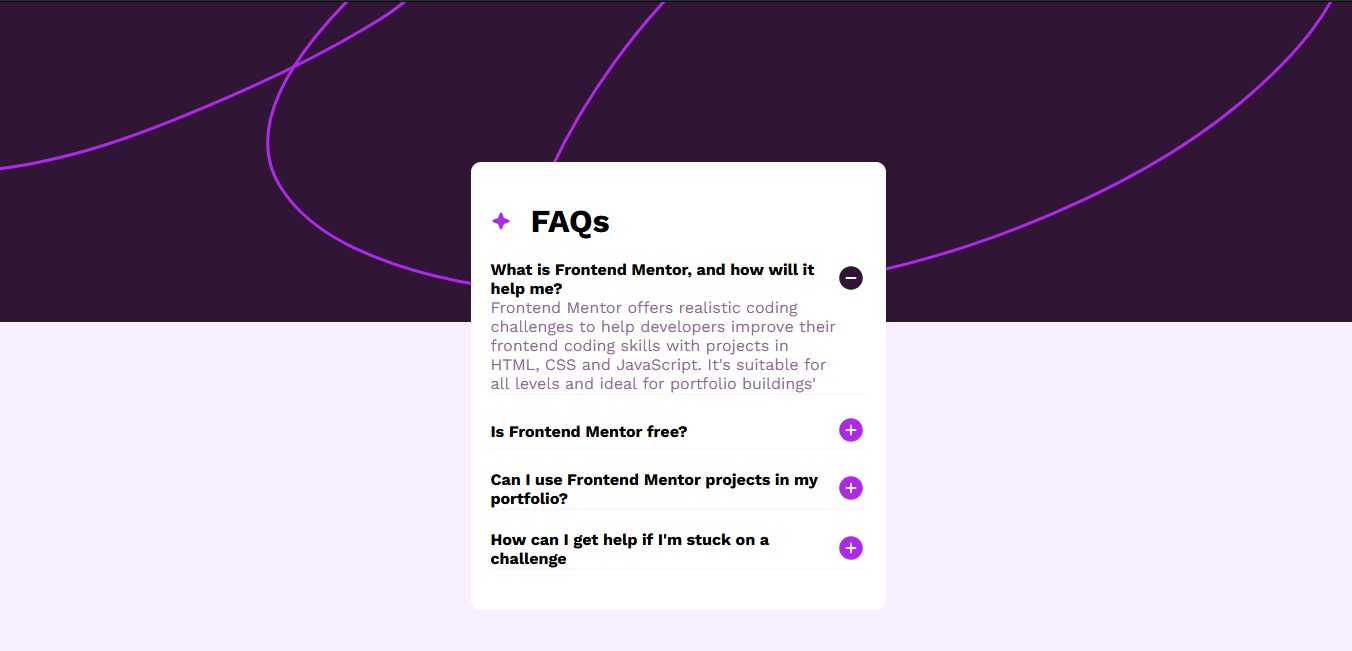 FAQs
What is Frontend Mentor, and how will it
help me?
Frontend Mentor offers realistic coding
challenges to help developers improve their
frontend coding skills with projects in
HTML, CSS and JavaScript. It's suitable for
all levels and ideal for portfolio buildings'
Is Frontend Mentor free?
Can I use Frontend Mentor projects in my
portfolio?
How can I get help if I'm stuck on a
challenge